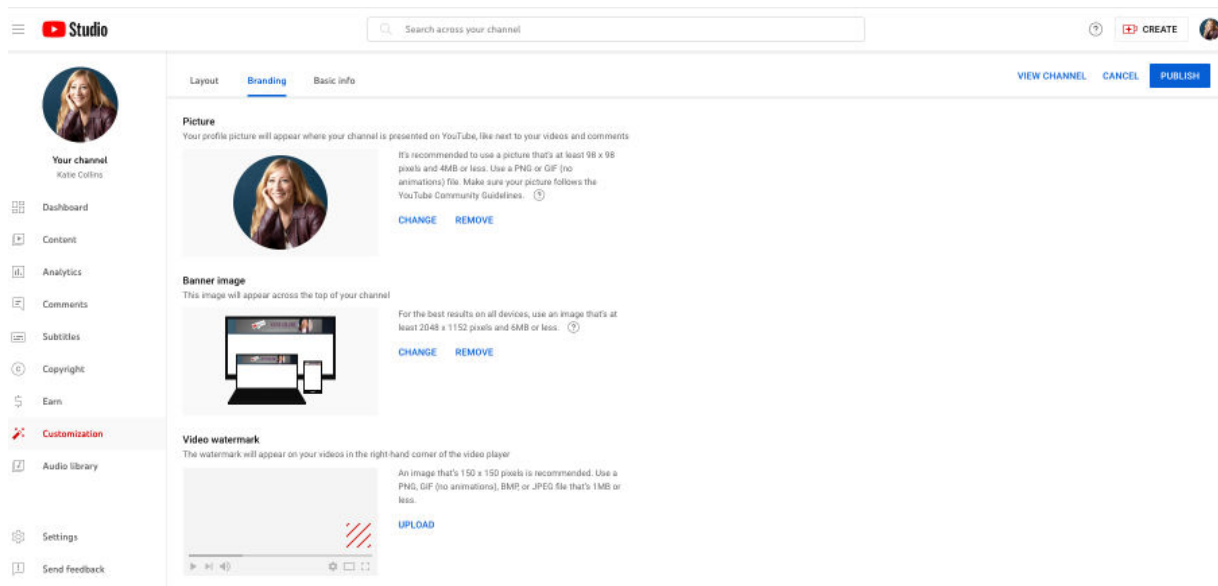 Studio
Search across your channel
CREATE
Layout
Branding
Basic info
VIEW CHANNEL
CANCEL
PUBLISH
Your channel
Katie Collins
Dashboard
Content
Analytics
Comments
Subtitles
Copyright
Earn
Customization
Audio library
Settings
Send feedback
Picture
Your profile picture will appear where your channel is presented on YouTube, like next to your videos and comments
It's recommended to use a picture that's at least 98 x 98
pixels and 4MB or less. Use a PNG or GIF (no
animations) file. Make sure your picture follows the
YouTube Community Guidelines.
CHANGE
REMOVE
Banner image
This image will appear across the top of your channel
For the best results on all devices, use an image that's at
least 2048 x 1152 pixels and 6MB or less.
CHANGE
REMOVE
Video watermark
The watermark will appear on your videos in the right-hand corner of the video player
An image that's 150 x 150 pixels is recommended. Use a
PNG, GIF (no animations), BMP, or JPEG file that's 1MB or
less.
UPLOAD